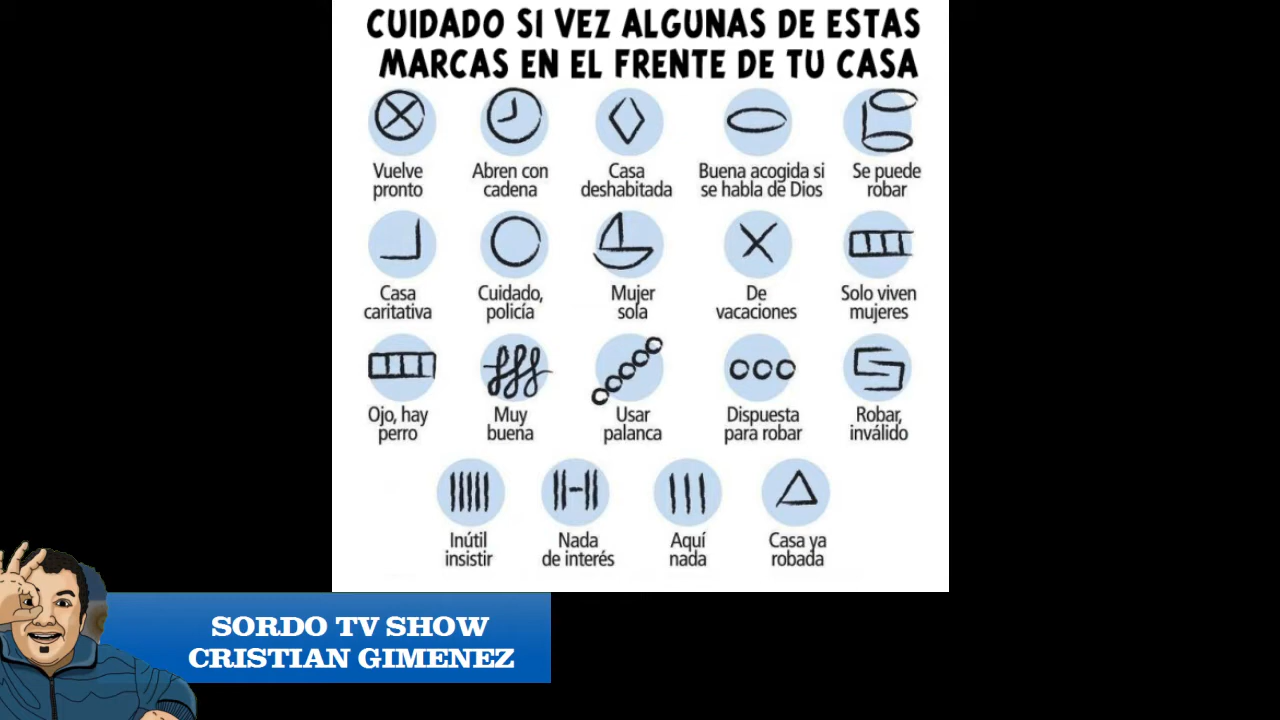 CUIDADO SI VEZ ALGUNAS DE ESTAS
MARCAS EN EL FRENTE DE TU CASA
Vuelve
pronto
Abren con
cadena
Casa
deshabitada
Buena acogida si
se habla de Dios
Se puede
robar
Casa
caritativa
Cuidado,
policía
Mujer
sola
De
vacaciones
Solo viven
mujeres
Ojo, hay
perro
Muy
buena
Usar
palanca
Dispuesta
para robar
Robar,
inválido
Inútil
insistir
Nada
de interés
Aquí
nada
Casa ya
robada
SORDO TV SHOW
CRISTIAN GIMENEZ